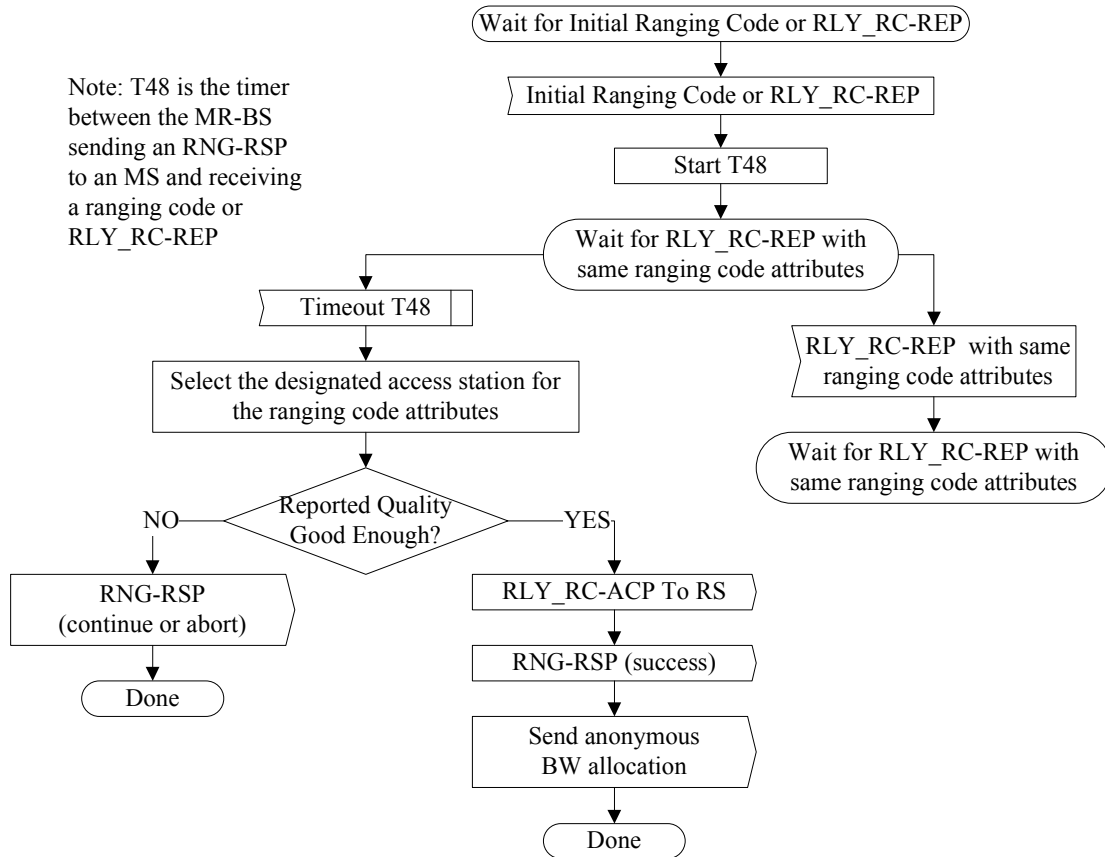 Wait for Initial Ranging Code or RLY_RC-REP
Note: T48 is the timer
between the MR-BS
sending an RNG-RSP
to an MS and receiving
a ranging code or
RLY_RC-REP
Initial Ranging Code or RLY_RC-REP
Start T48
Wait for RLY_RC-REP with
same ranging code attributes
Timeout T48
RLY_RC-REP with same
ranging code attributes
Select the designated access station for
the ranging code attributes
Wait for RLY_RC-REP with
same ranging code attributes
Reported Quality
Good Enough?
NO
YES
RNG-RSP
(continue or abort)
RLY_RC-ACP To RS
Done
RNG-RSP (success)
Send anonymous
BW allocation
Done